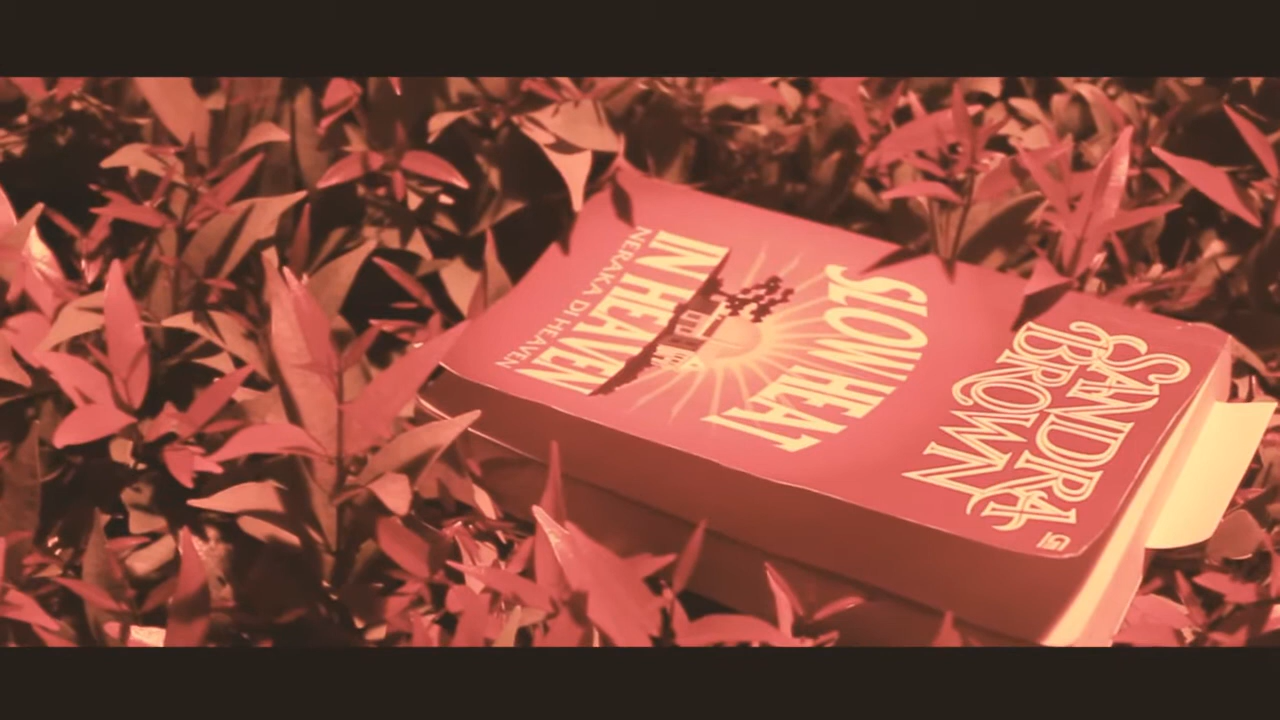 SANDRA
BROWN
SLOW HEAT
IN HEAVEN
NERAKA DI HEAVEN